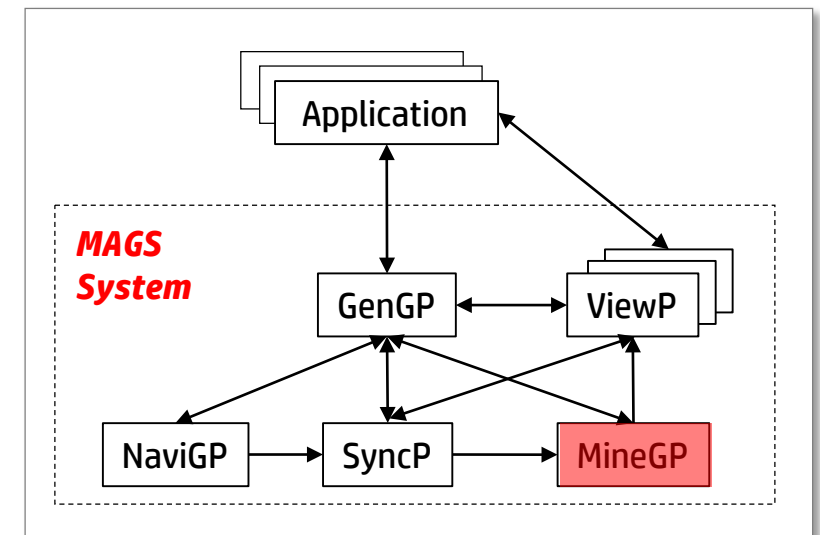 Application
MAGS
System
GenGP
ViewP
NaviGP
SyncP
MineGP